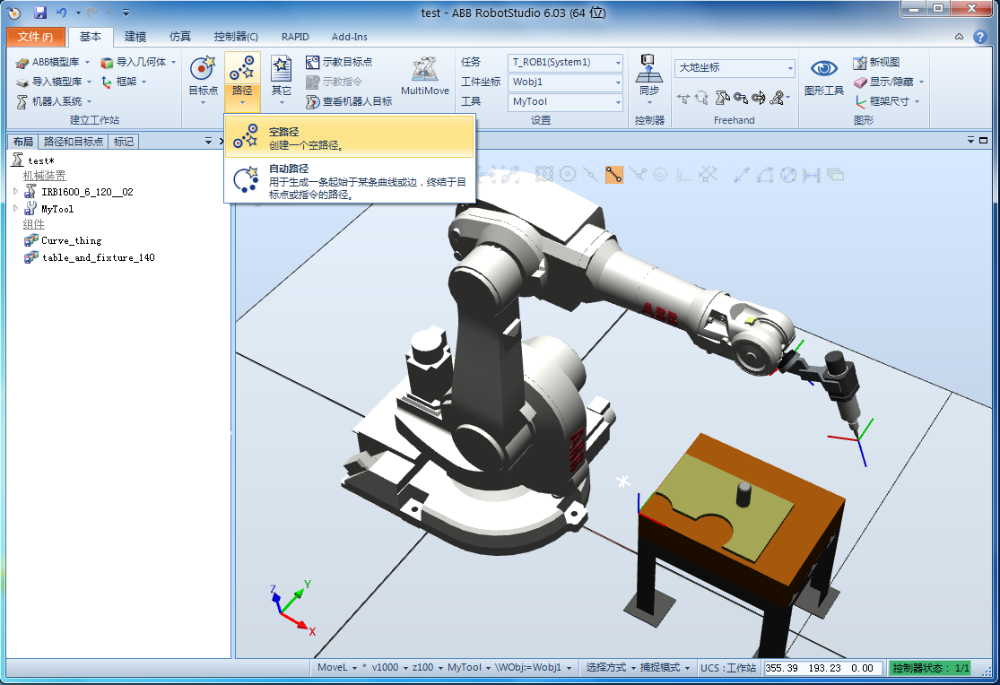 test - ABB RobotStudio 6.03 (64 位)
文件(F) 基本 建模 仿真 控制器(C) RAPID Add-Ins
ABB模型库 导入几何体
导入模型库 框架
机器人系统
建立工作站
目标点 路径 其它
示教目标点
示教指令
查看机器人目标
MultiMove
任务 T_ROB1(System1)
工件坐标 Wobj1
工具 MyTool
设置
同步
控制器
大地坐标
Freehand
图形工具
新视图
显示/隐藏
框架尺寸
图形
布局 路径和目标点 标记
空路径
创建一个空路径。
自动路径
用于生成一条起始于某条曲线或边，终结于目
标点或指令的路径。
test*
机械装置
IRB1600_6_120__02
MyTool
组件
Curve_thing
table_and_fixture_140
ABB
ABB
Z Y X
MoveL * v1000 z100 MyTool \WObj:=Wobj1 选择方式 捕捉模式 UCS : 工作站 355.39 193.23 0.00 控制器状态： 1/1